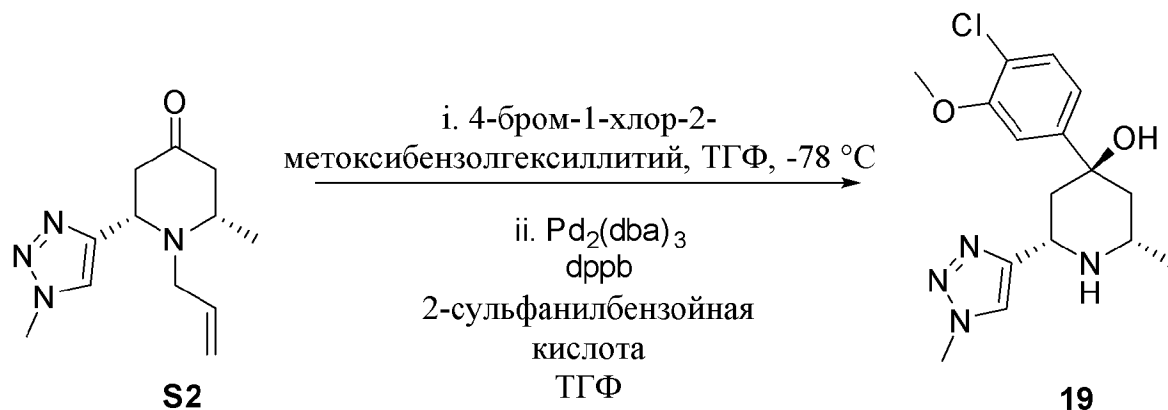 i. 4-бром-1-хлор-2-
метоксибензолгексиллитий, ТГФ, -78 °C
ii. Pd₂(dba)₃
dppb
2-сульфанилбензойная
кислота
ТГФ
O
N
N
N
N
S2
Cl
O
OH
N
N
N
N
H
19